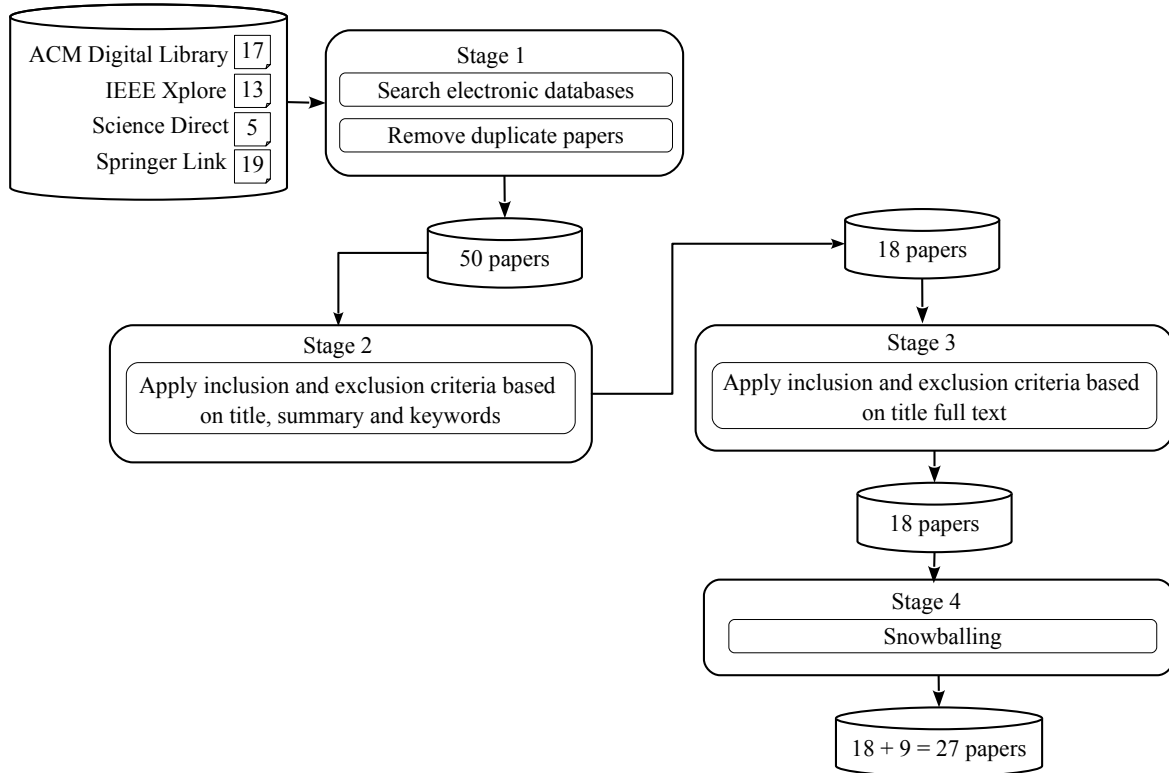 ACM Digital Library 17
IEEE Xplore 13
Science Direct 5
Springer Link 19
Stage 1
Search electronic databases
Remove duplicate papers
50 papers
Stage 2
Apply inclusion and exclusion criteria based
on title, summary and keywords
18 papers
Stage 3
Apply inclusion and exclusion criteria based
on title full text
18 papers
Stage 4
Snowballing
18 + 9 = 27 papers